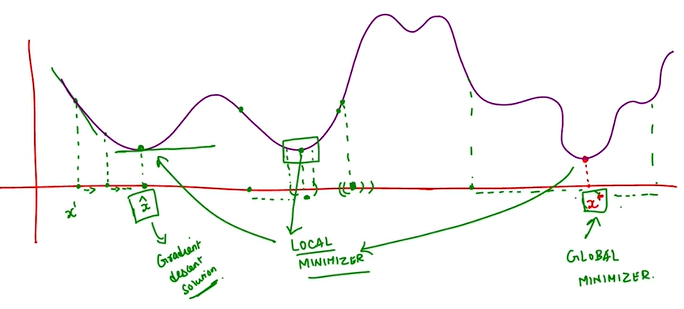 x'
x̂
x*
Gradient
descent
solution
LOCAL
MINIMIZER
GLOBAL
MINIMIZER.